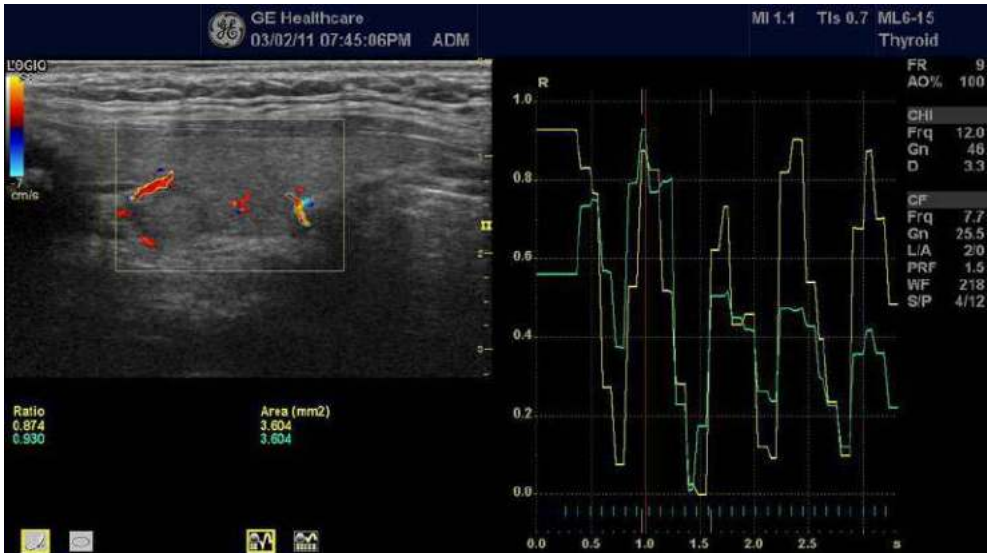 GE Healthcare
03/02/11 07:45:06PM ADM
MI 1.1 TIs 0.7 ML6-15
Thyroid
LOGIQ
-7
cm/s
1
2
3
Ratio Area (mm2)
0.874 3.604
0.930 3.604
R
1.0
0.8
0.6
0.4
0.2
0.0
0.0 0.5 1.0 1.5 2.0 2.5 s
FR 9
AO% 100
CHI
Frq 12.0
Gn 46
D 3.3
CF
Frq 7.7
Gn 25.5
L/A 2/0
PRF 1.5
WF 218
S/P 4/12